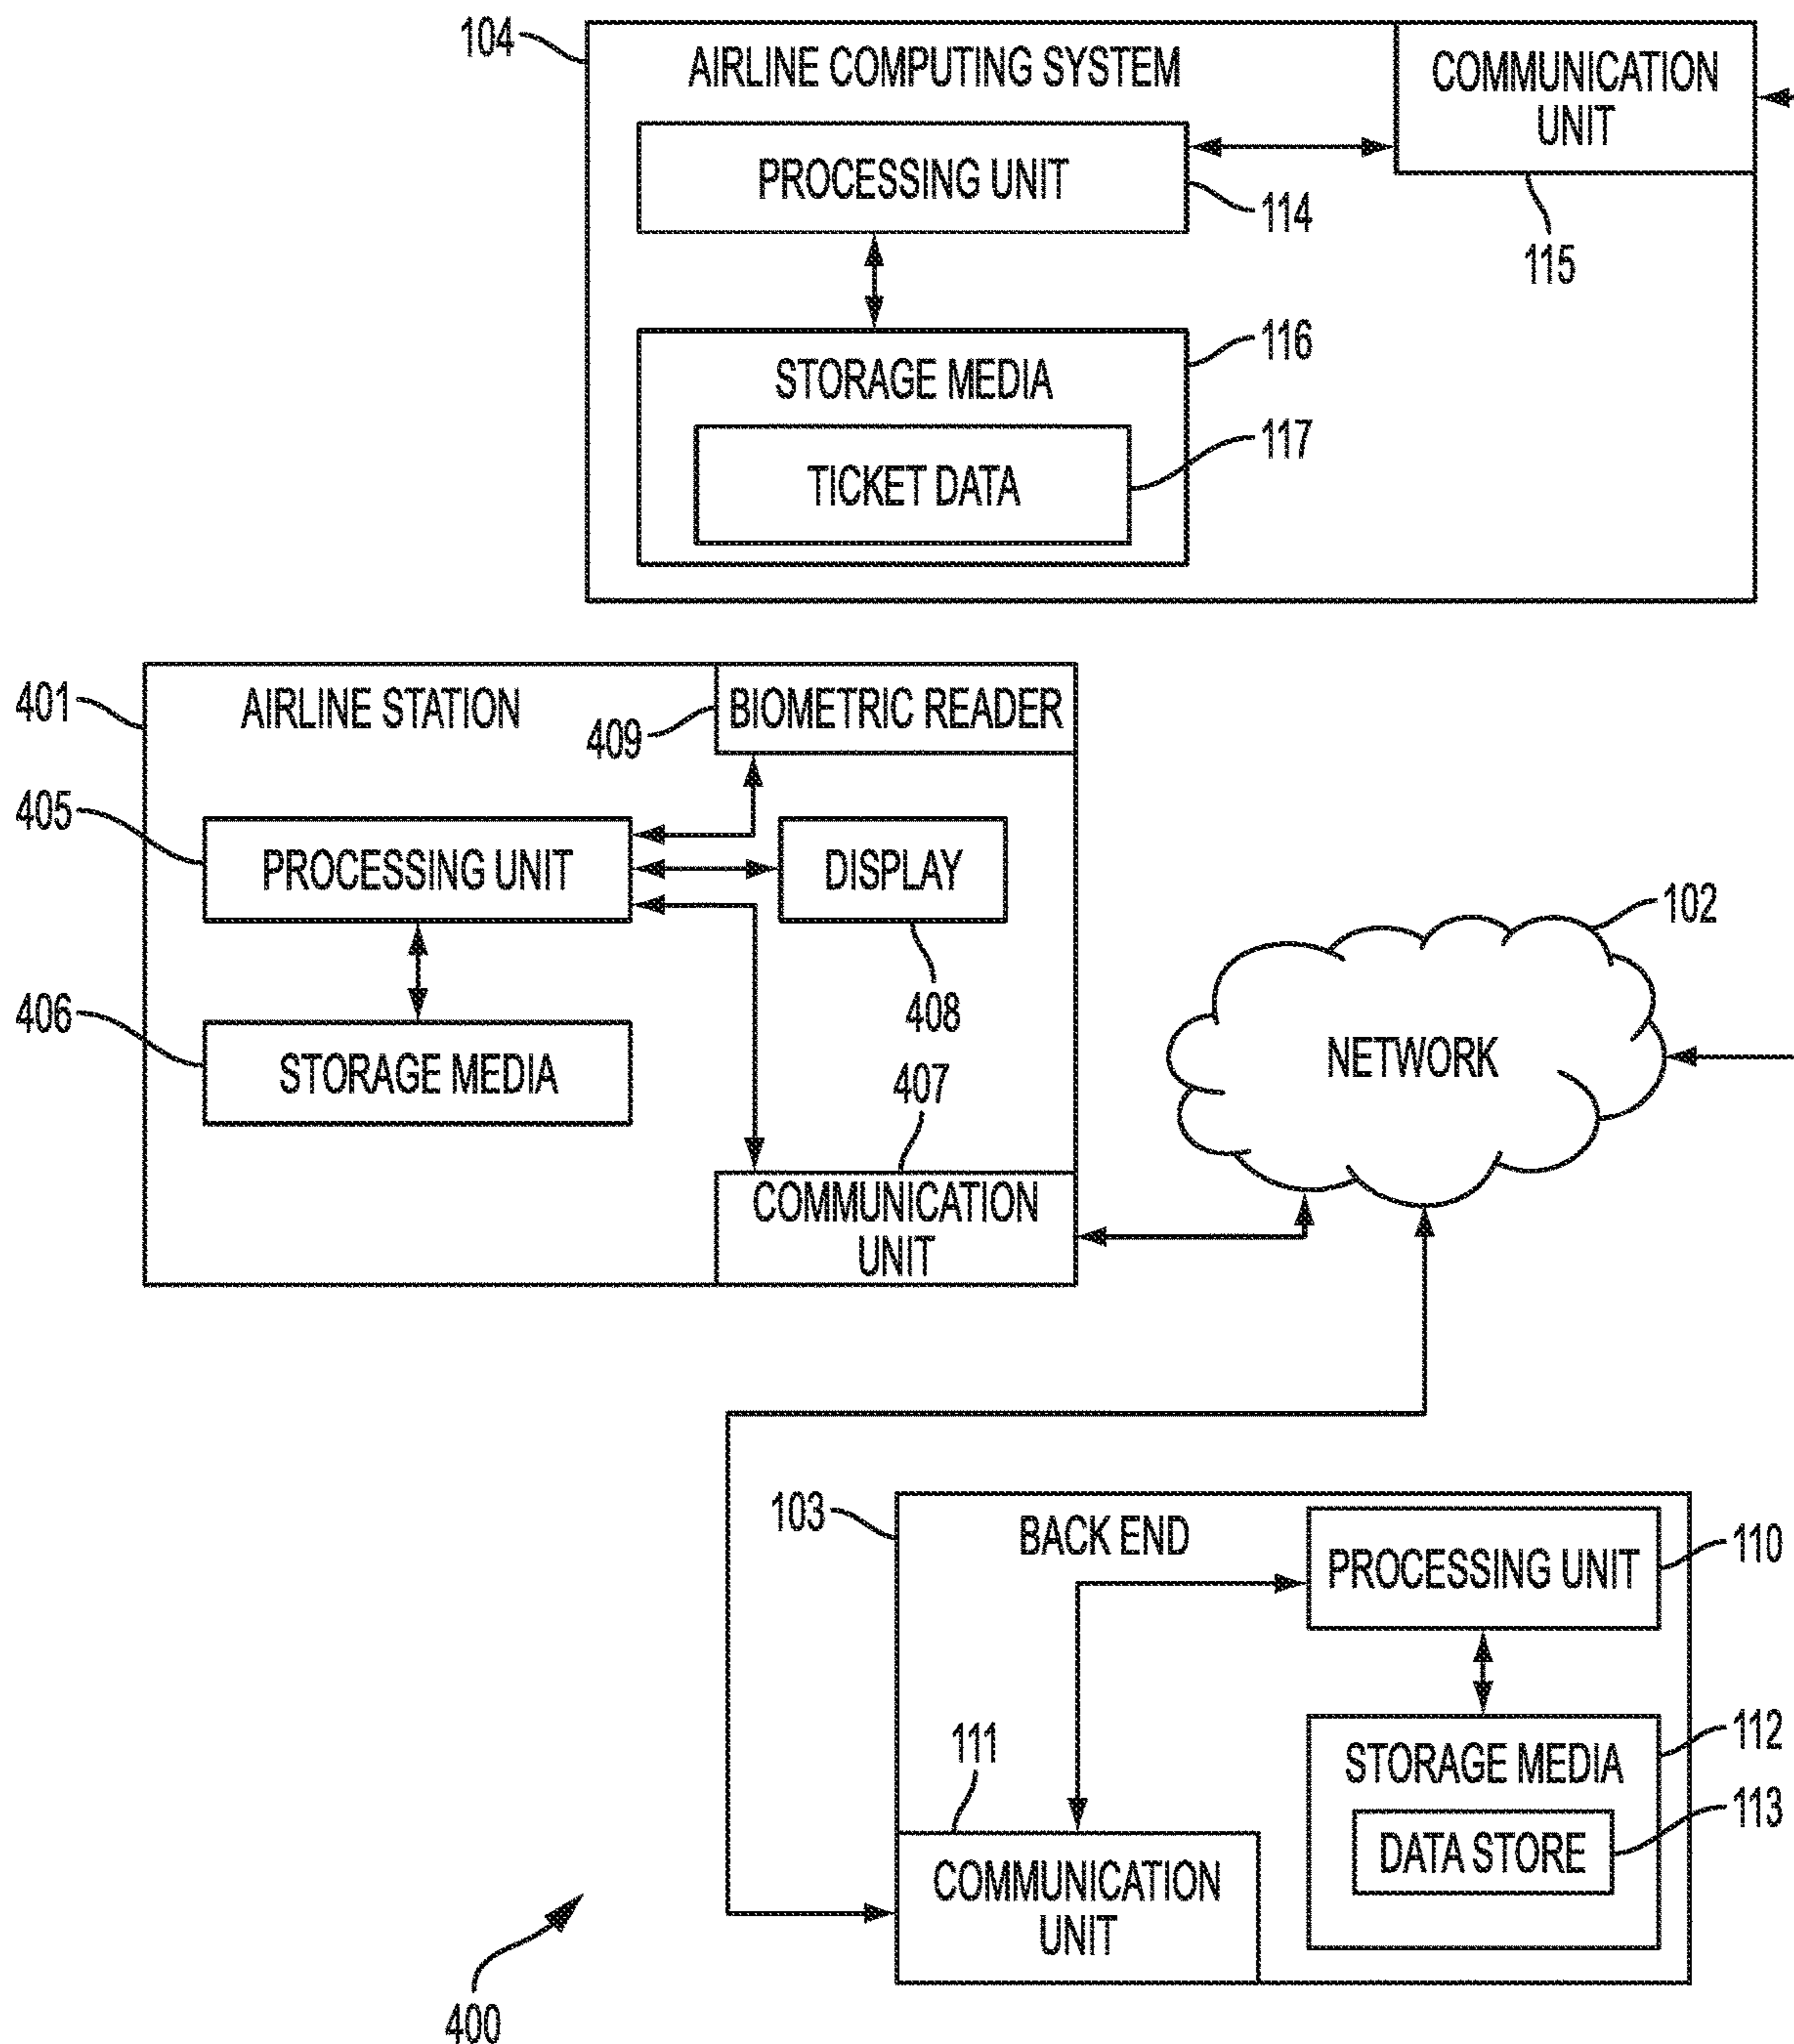 104
AIRLINE COMPUTING SYSTEM
COMMUNICATION
UNIT
PROCESSING UNIT
114
115
116
STORAGE MEDIA
117
TICKET DATA
401
AIRLINE STATION
409
BIOMETRIC READER
405
PROCESSING UNIT
DISPLAY
408
406
STORAGE MEDIA
407
COMMUNICATION
UNIT
102
NETWORK
103
BACK END
PROCESSING UNIT
110
111
112
STORAGE MEDIA
113
DATA STORE
COMMUNICATION
UNIT
400